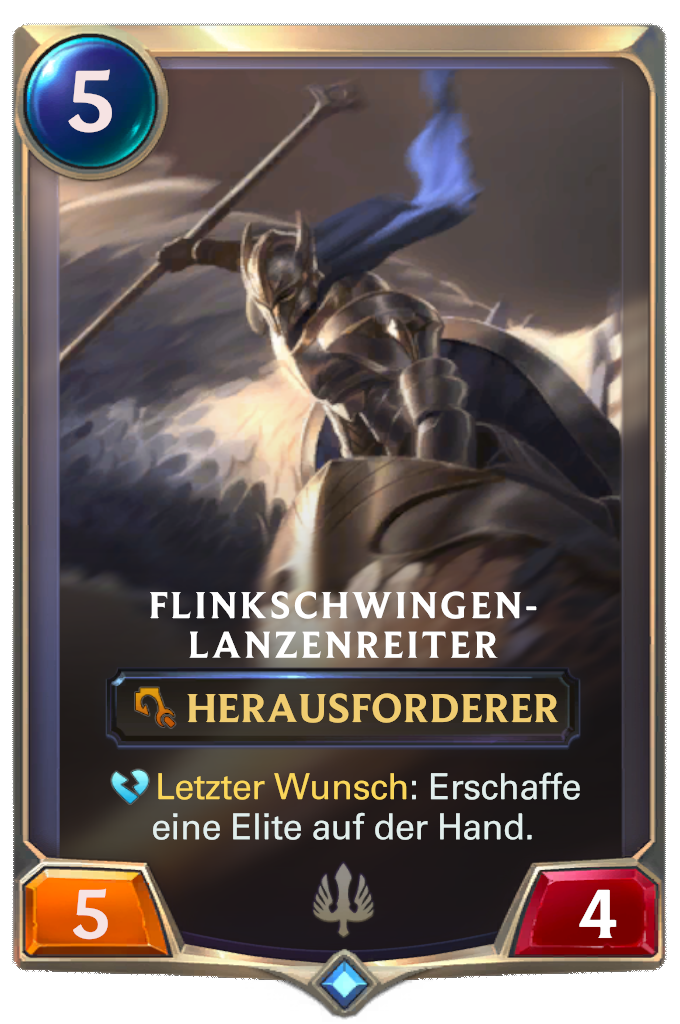 5
FLINKSCHWINGEN-
LANZENREITER
HERAUSFORDERER
Letzter Wunsch: Erschaffe
eine Elite auf der Hand.
5
4